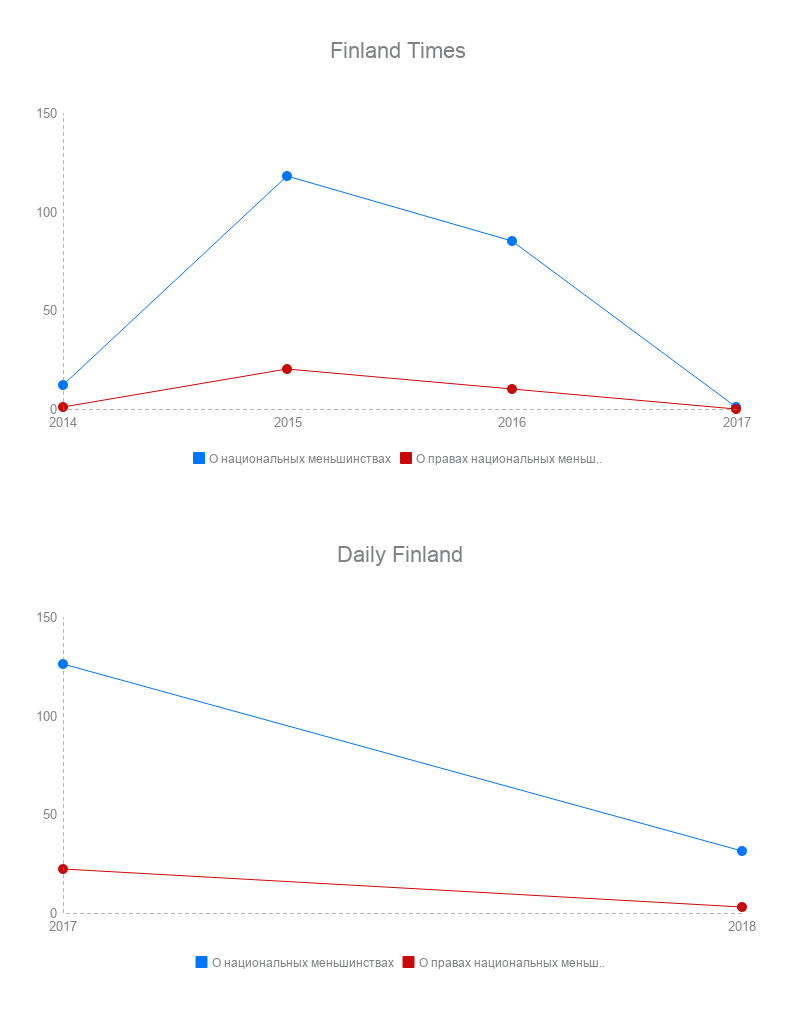 Finland Times
150
100
50
0
2014 2015 2016 2017
О национальных меньшинствах О правах национальных меньш..
Daily Finland
150
100
50
0
2017 2018
О национальных меньшинствах О правах национальных меньш..